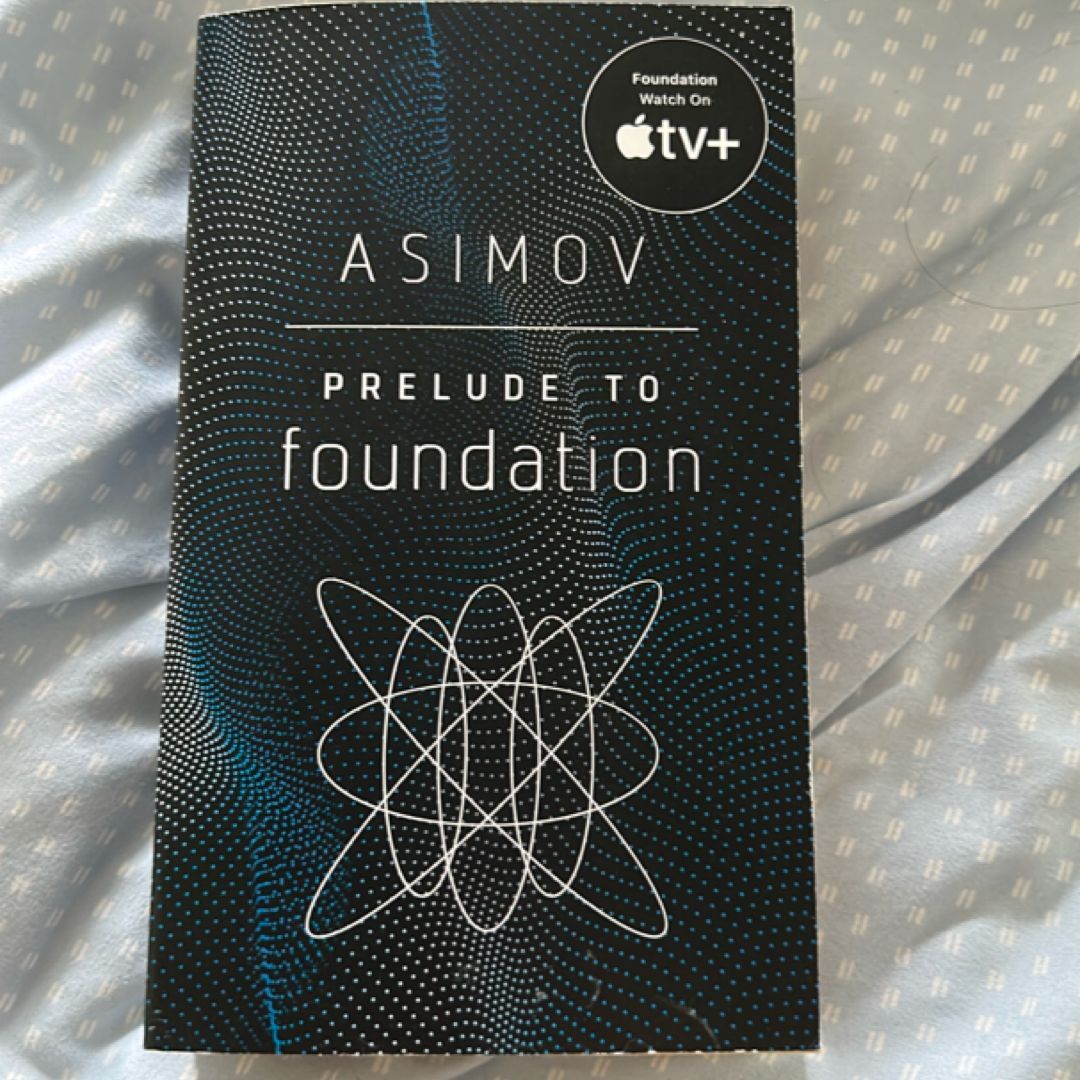 Foundation
Watch On
tv+
ASIMOV
PRELUDE TO
foundation